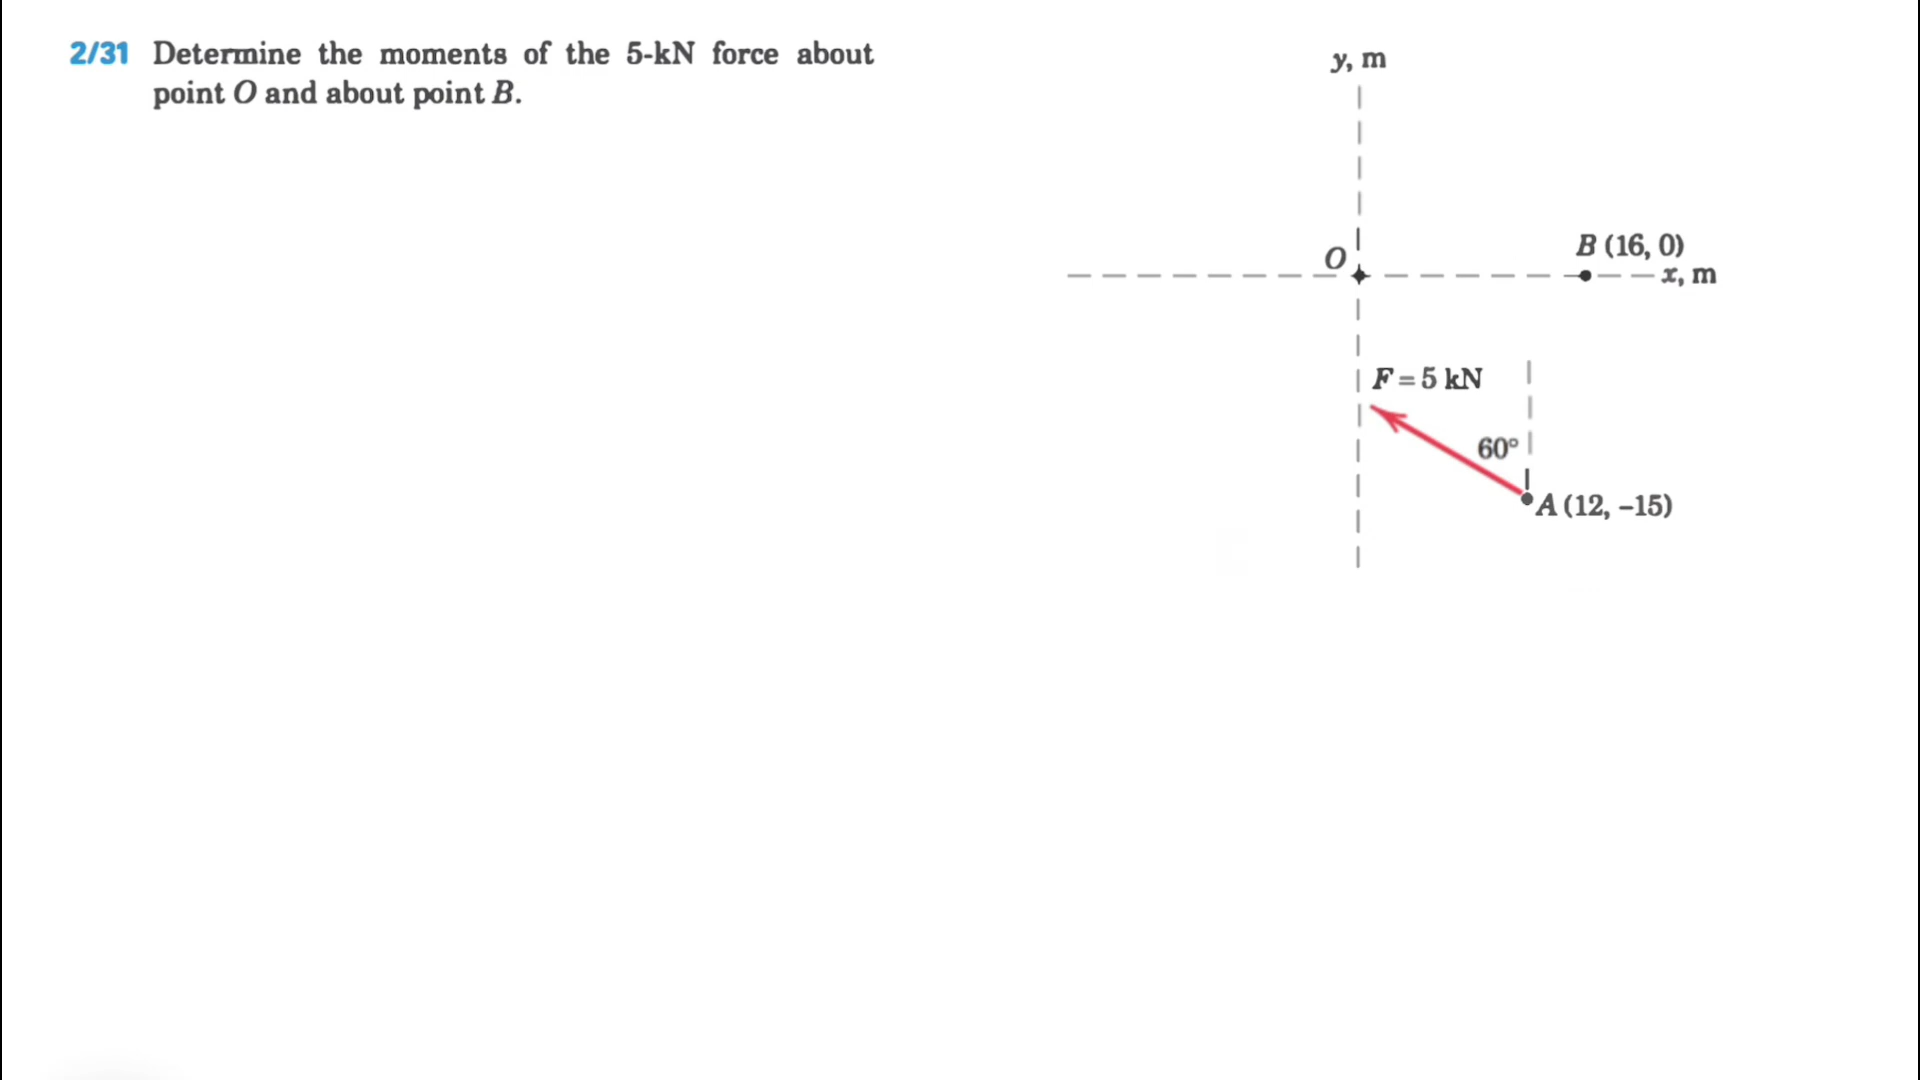 2/31 Determine the moments of the 5-kN force about
point O and about point B.
y, m
O
B (16, 0)
x, m
F = 5 kN
60°
A (12, –15)